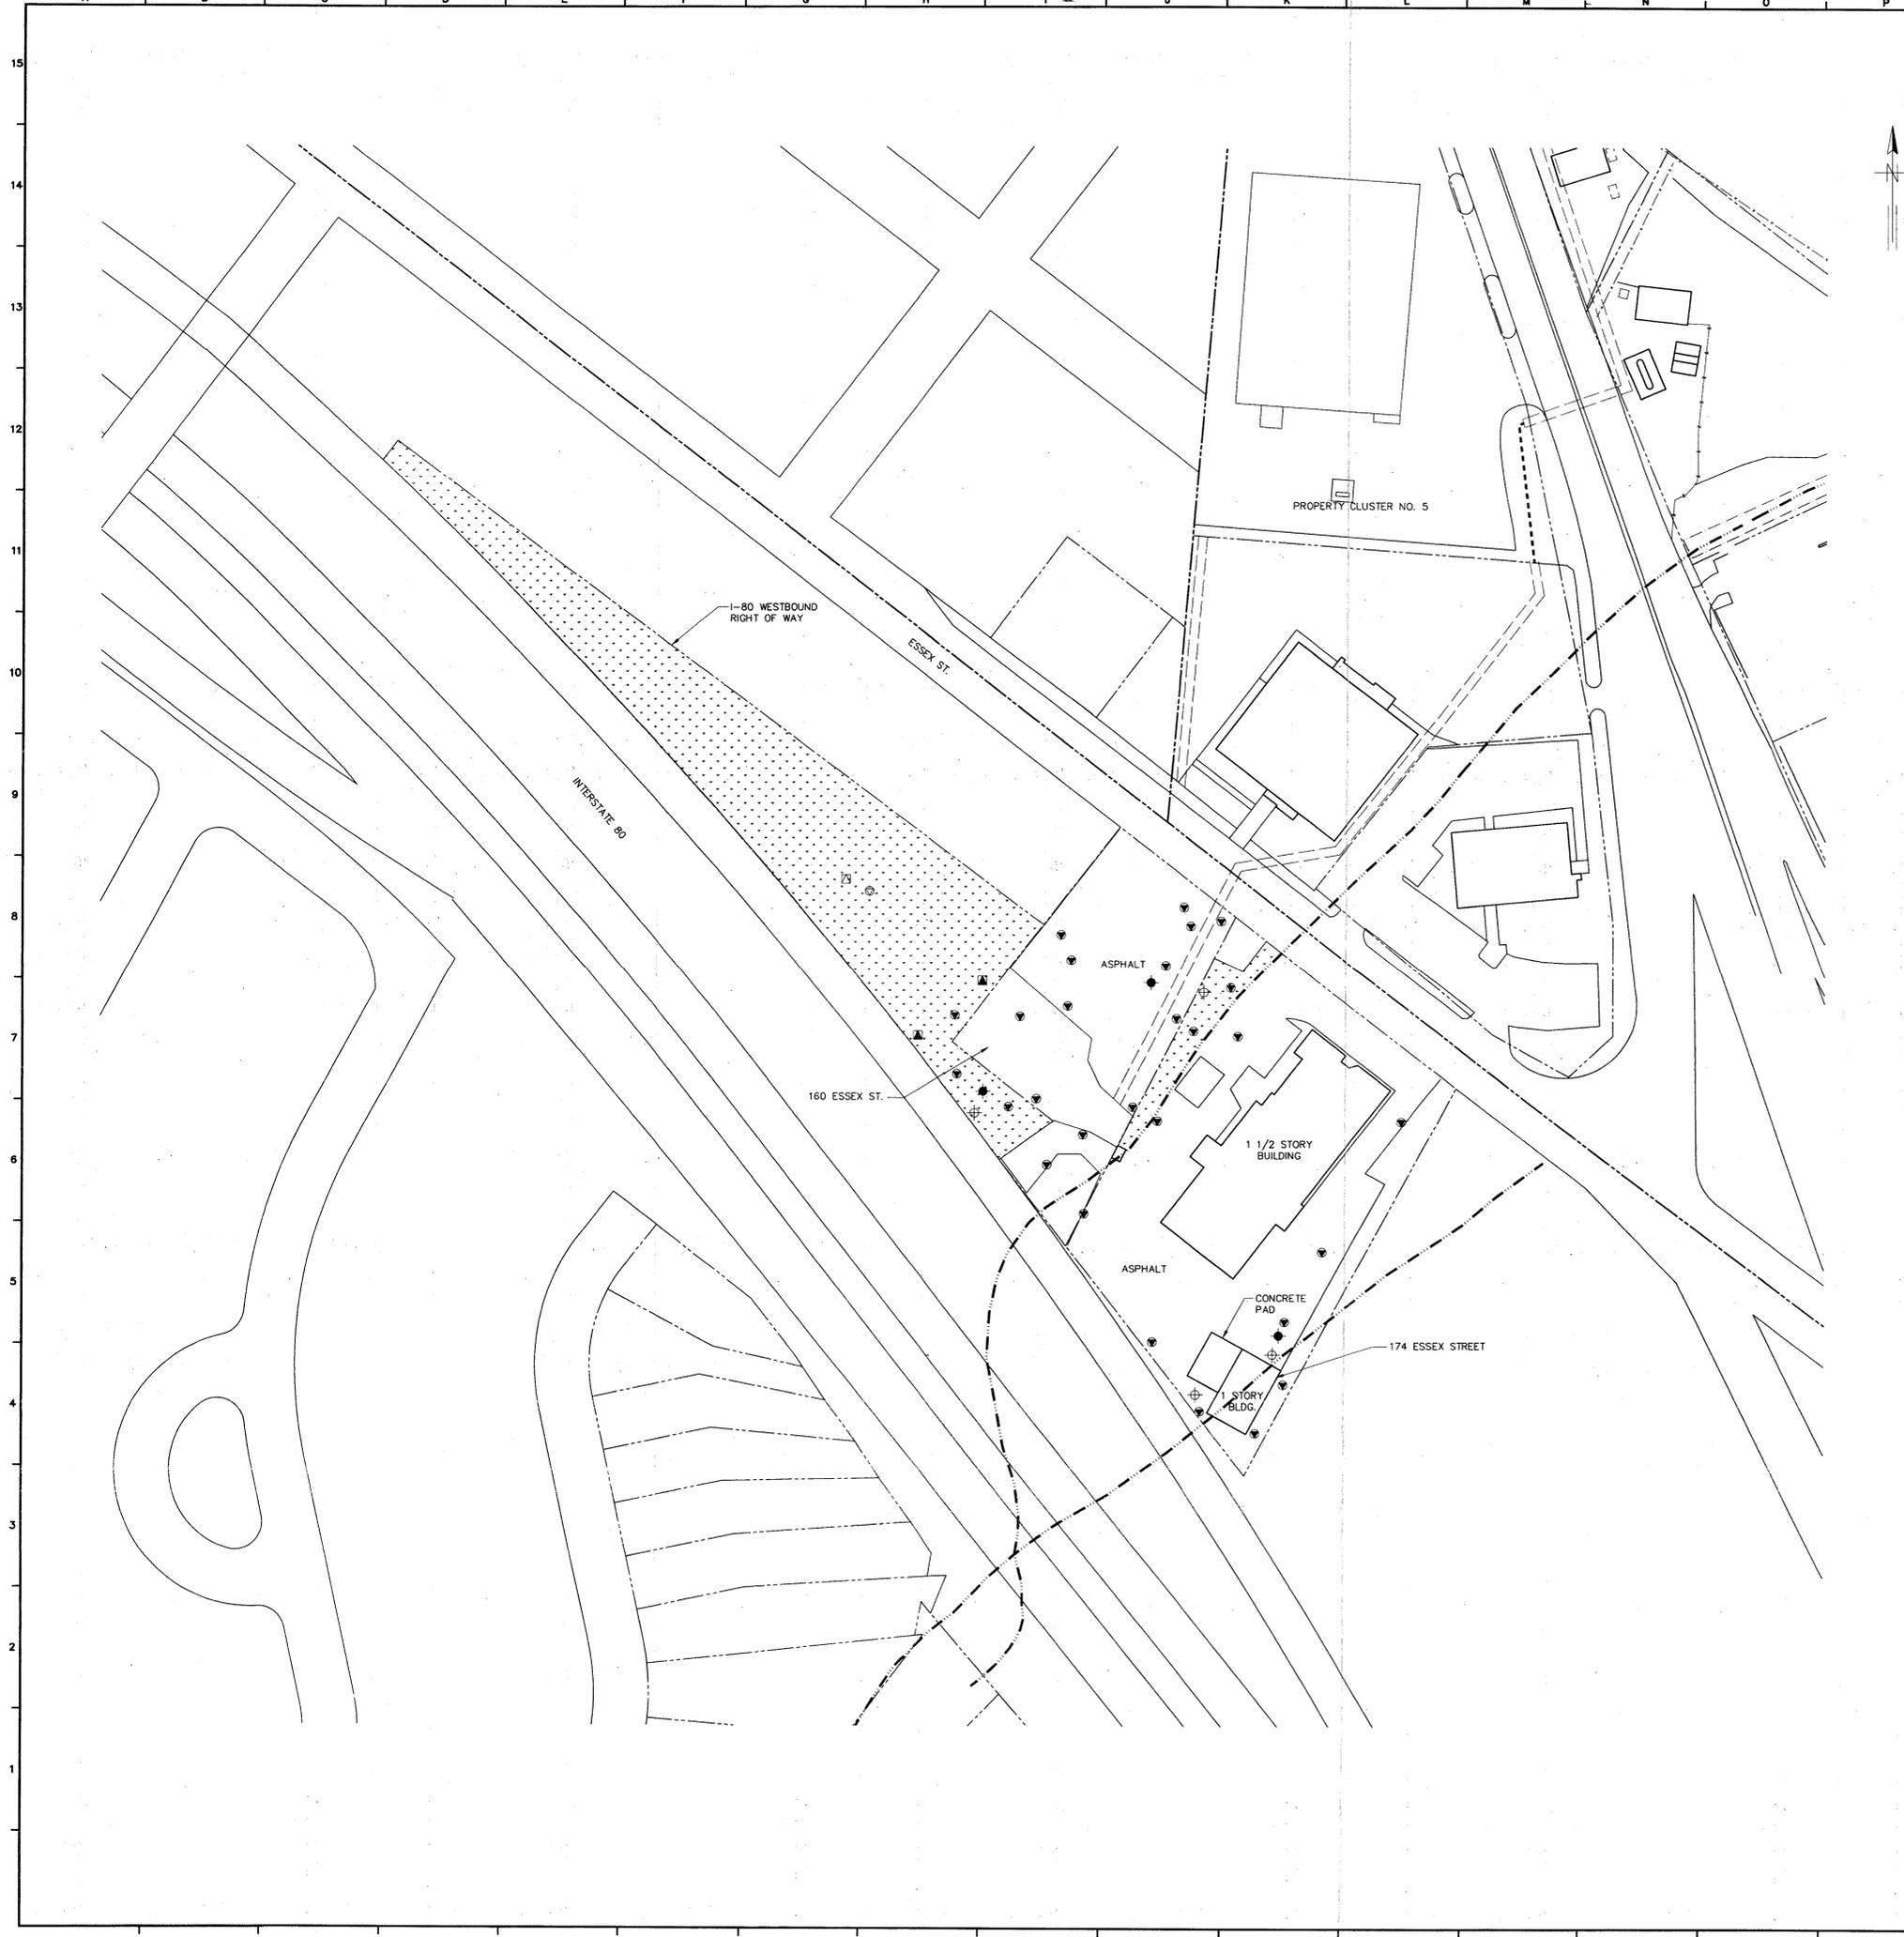 A B C D E F G H I J K L M N O P
15
14
N
13
12
PROPERTY CLUSTER NO. 5
11
I-80 WESTBOUND
RIGHT OF WAY
ESSEX ST.
10
9
INTERSTATE 80
8
ASPHALT
7
160 ESSEX ST.
1 1/2 STORY
BUILDING
6
ASPHALT
5
CONCRETE
PAD
174 ESSEX STREET
4
1 STORY
BLDG.
3
2
1